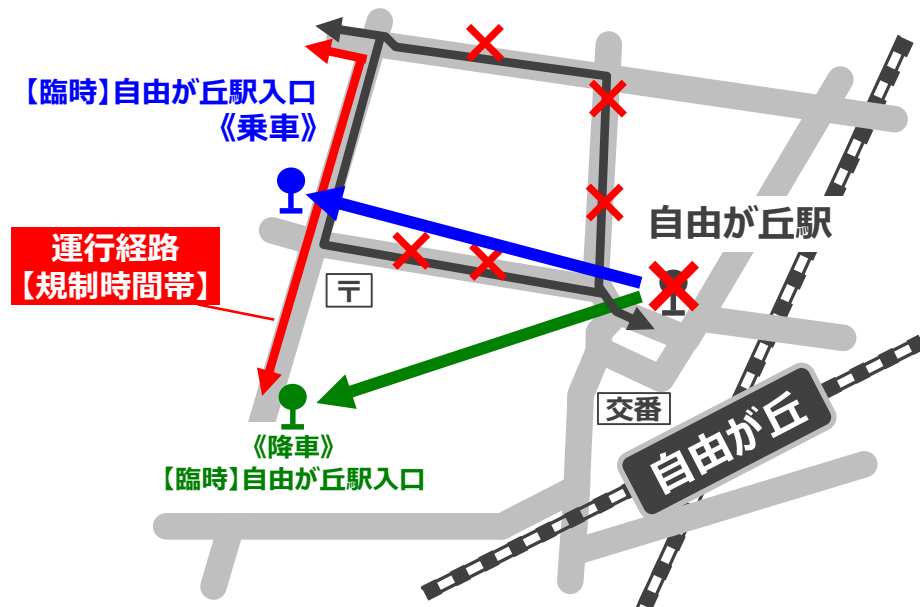 【臨時】自由が丘駅入口
《乗車》
自由が丘駅
運行経路
【規制時間帯】
〒
交番
自由が丘
《降車》
【臨時】自由が丘駅入口